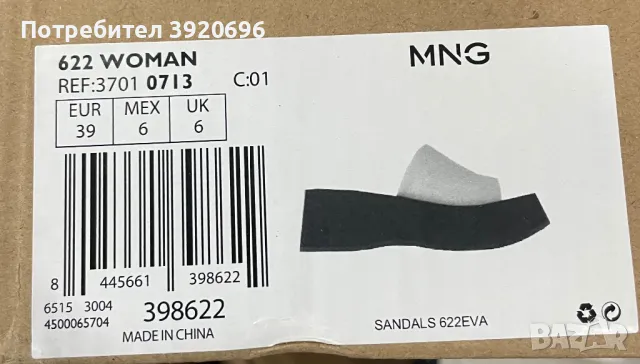 Потребител 3920696
622 WOMAN
REF:3701 0713 C:01
MNG
EUR MEX UK
39 6 6
8 445661 398622
6515 3004
4500065704
398622
MADE IN CHINA
SANDALS 622EVA
BAZAR